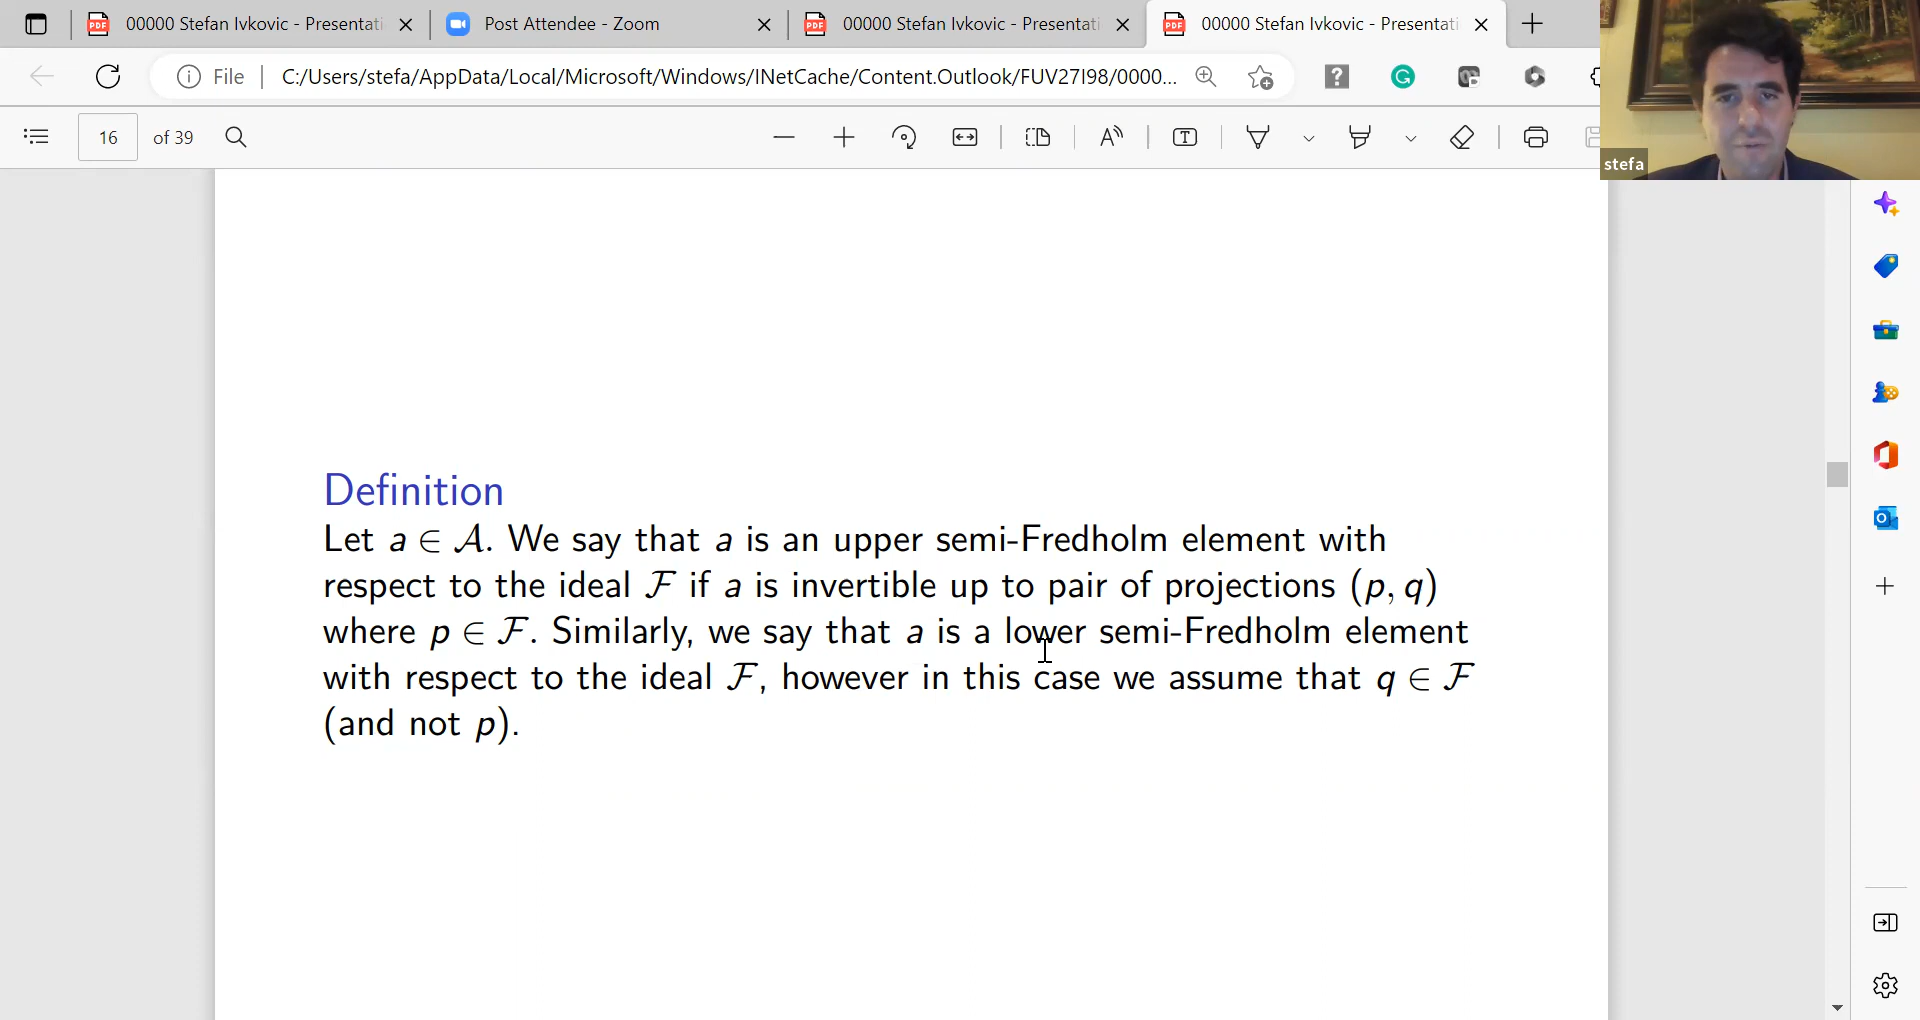 00000 Stefan Ivkovic - Presentati
Post Attendee - Zoom
00000 Stefan Ivkovic - Presentati
00000 Stefan Ivkovic - Presentati
File
C:/Users/stefa/AppData/Local/Microsoft/Windows/INetCache/Content.Outlook/FUV27I98/0000...
16 of 39
stefa
Definition
Let a ∈ 𝒜. We say that a is an upper semi-Fredholm element with
respect to the ideal ℱ if a is invertible up to pair of projections (p, q)
where p ∈ ℱ. Similarly, we say that a is a lower semi-Fredholm element
with respect to the ideal ℱ, however in this case we assume that q ∈ ℱ
(and not p).